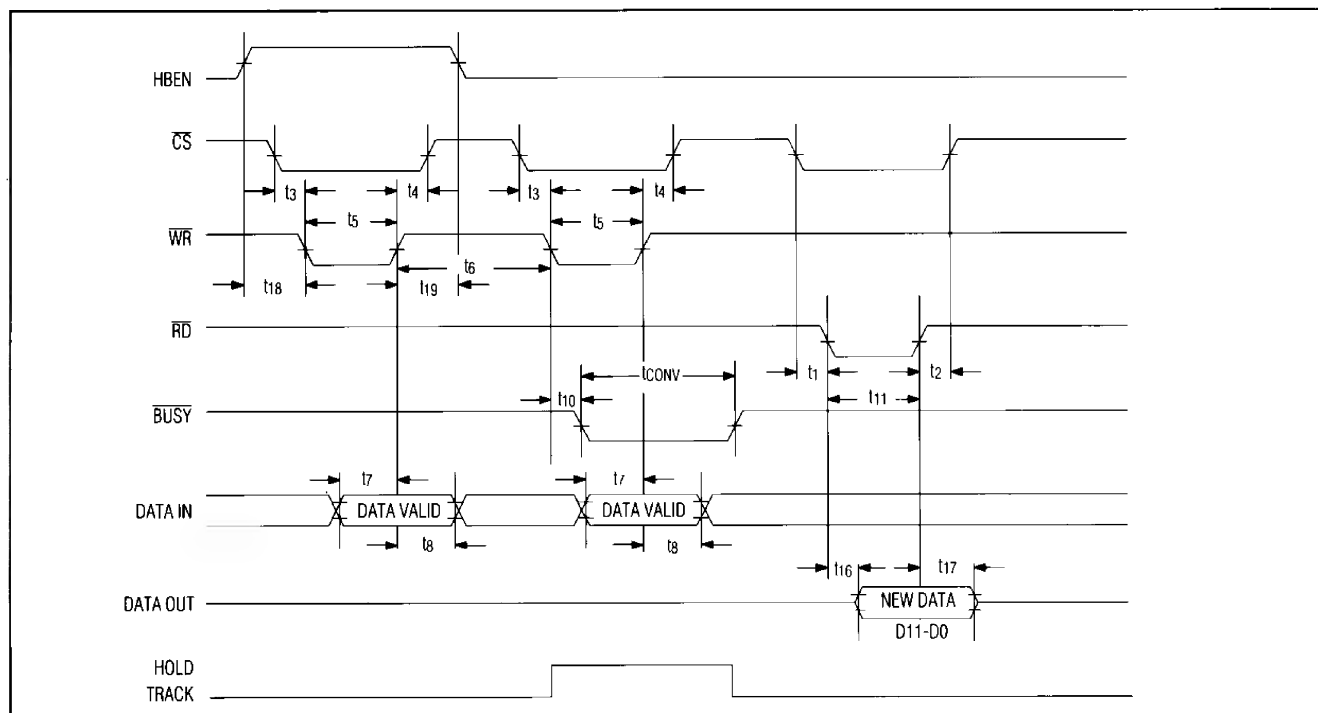 HBEN
CS
t3
t4
t3
t4
t5
t5
WR
t6
t18
t19
RD
tCONV
t1
t2
t10
t11
BUSY
t7
t7
DATA IN
DATA VALID
DATA VALID
t8
t8
t16
t17
DATA OUT
NEW DATA
D11-D0
HOLD
TRACK